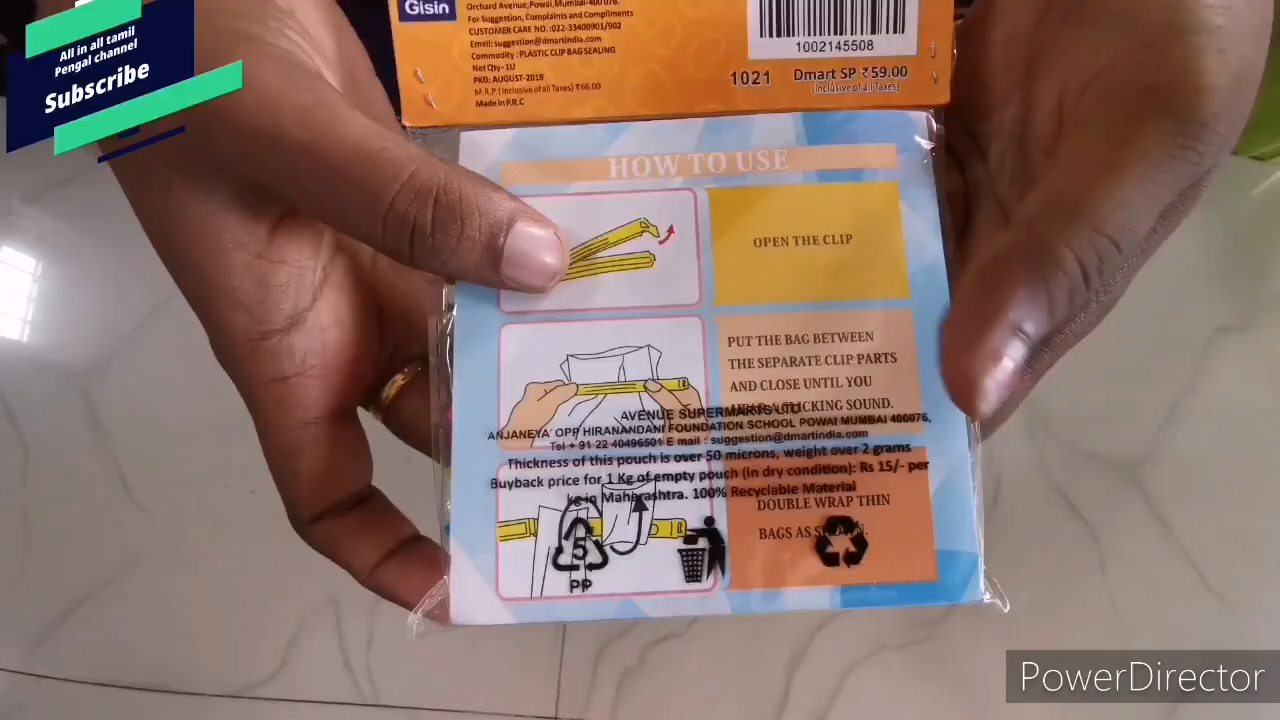 All in all tamil
Pengal channel
Subscribe
Gisin
Orchard Avenue, Powai, Mumbai-400 076.
For Suggestion, Complaints and Compliments
CUSTOMER CARE NO.:022-33400901/902
Email: suggestion@dmartindia.com
Commodity : PLASTIC CLIP BAG SEALING
Net Qty - 1U
PKD: AUGUST-2019
M.R.P. (Inclusive of all Taxes) ₹66.00
Made in P.R.C
1002145508
1021 Dmart SP ₹59.00
(Inclusive of all Taxes)
HOW TO USE
OPEN THE CLIP
PUT THE BAG BETWEEN
THE SEPARATE CLIP PARTS
AND CLOSE UNTIL YOU
A CLICKING SOUND.
AVENUE SUPERMARTS LTD
'ANJANEYA' OPP HIRANANDANI FOUNDATION SCHOOL POWAI MUMBAI 400076,
Tel + 91 22 40496501 E mail : suggestion@dmartindia.com
Thickness of this pouch is over 50 microns, weight over 2 grams
Buyback price for 1 Kg of empty pouch (in dry condition): Rs 15/- per
kg in Maharashtra. 100% Recyclable Material
DOUBLE WRAP THIN
BAGS AS SHOWN.
5
PP
PowerDirector